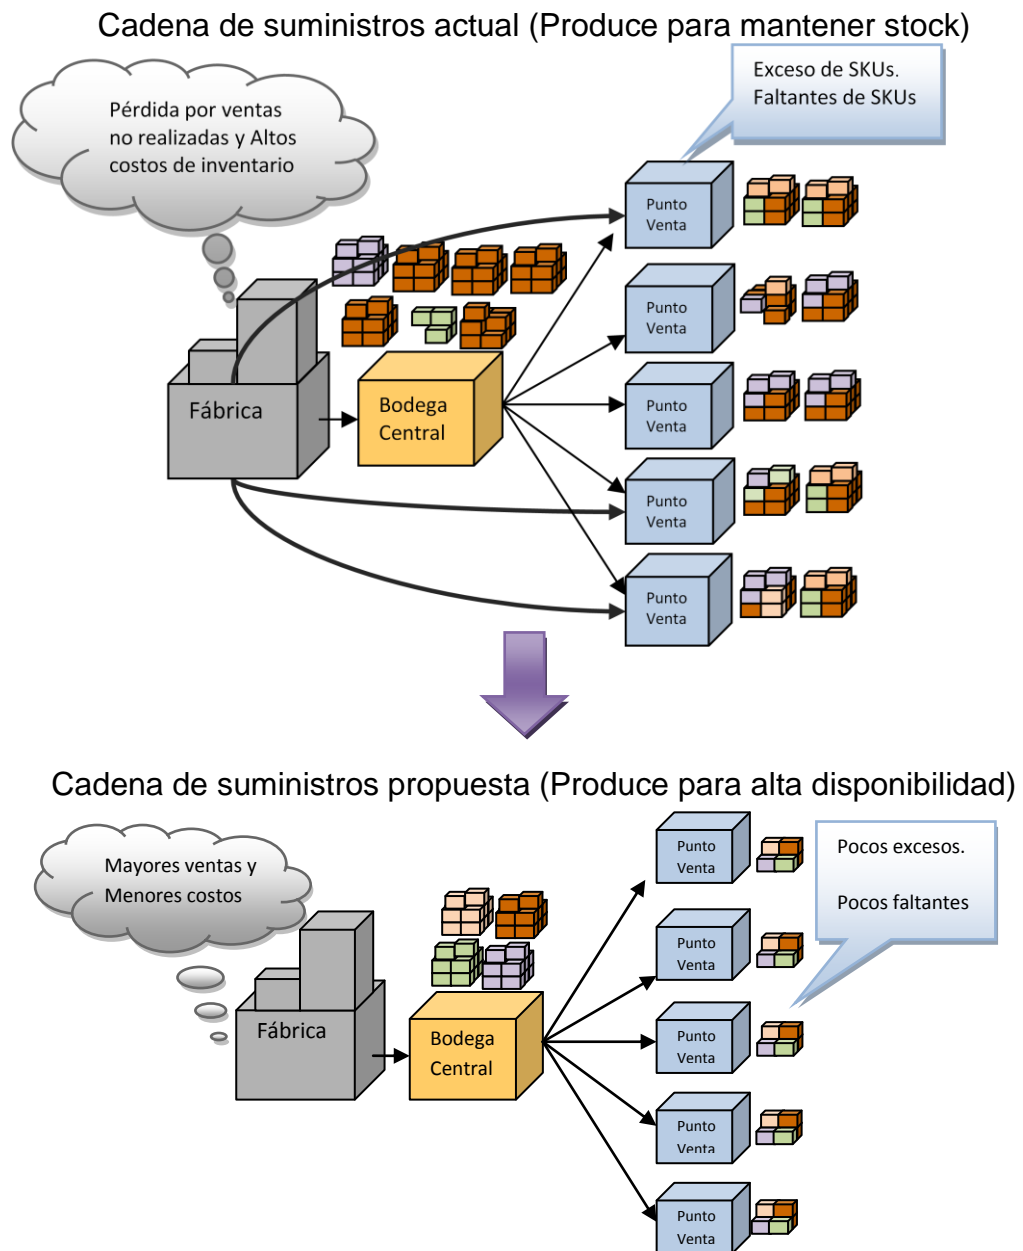 Cadena de suministros actual (Produce para mantener stock)
Exceso de SKUs.
Faltantes de SKUs
Pérdida por ventas
no realizadas y Altos
costos de inventario
Punto
Venta
Punto
Venta
Punto
Venta
Punto
Venta
Punto
Venta
Fábrica
Bodega
Central
Cadena de suministros propuesta (Produce para alta disponibilidad)
Mayores ventas y
Menores costos
Pocos excesos.
Pocos faltantes
Punto
Venta
Punto
Venta
Punto
Venta
Punto
Venta
Punto
Venta
Fábrica
Bodega
Central